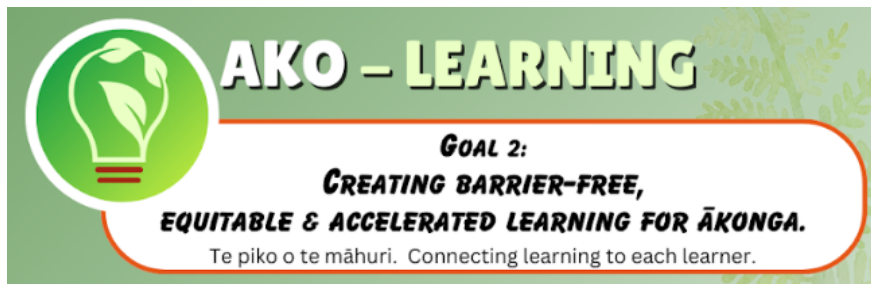 AKO – LEARNING
GOAL 2:
CREATING BARRIER-FREE,
EQUITABLE & ACCELERATED LEARNING FOR ĀKONGA.
Te piko o te māhuri.  Connecting learning to each learner.